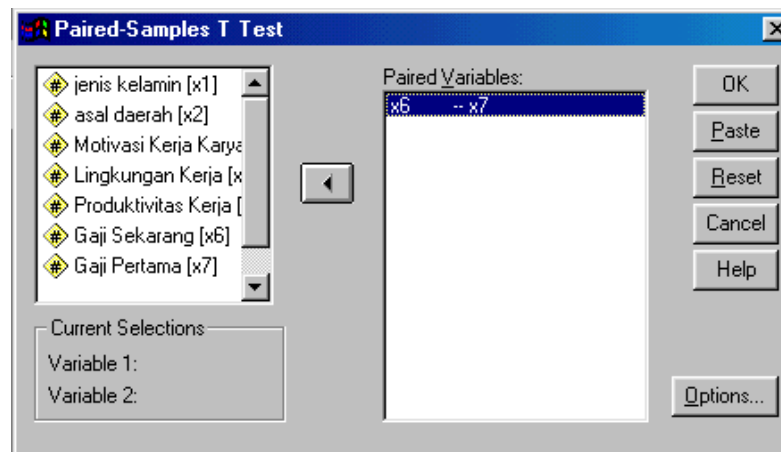 Paired-Samples T Test
jenis kelamin [x1]
asal daerah [x2]
Motivasi Kerja Karya
Lingkungan Kerja [x
Produktivitas Kerja [
Gaji Sekarang [x6]
Gaji Pertama [x7]
Current Selections
Variable 1:
Variable 2:
Paired Variables:
x6 -- x7
OK
Paste
Reset
Cancel
Help
Options...